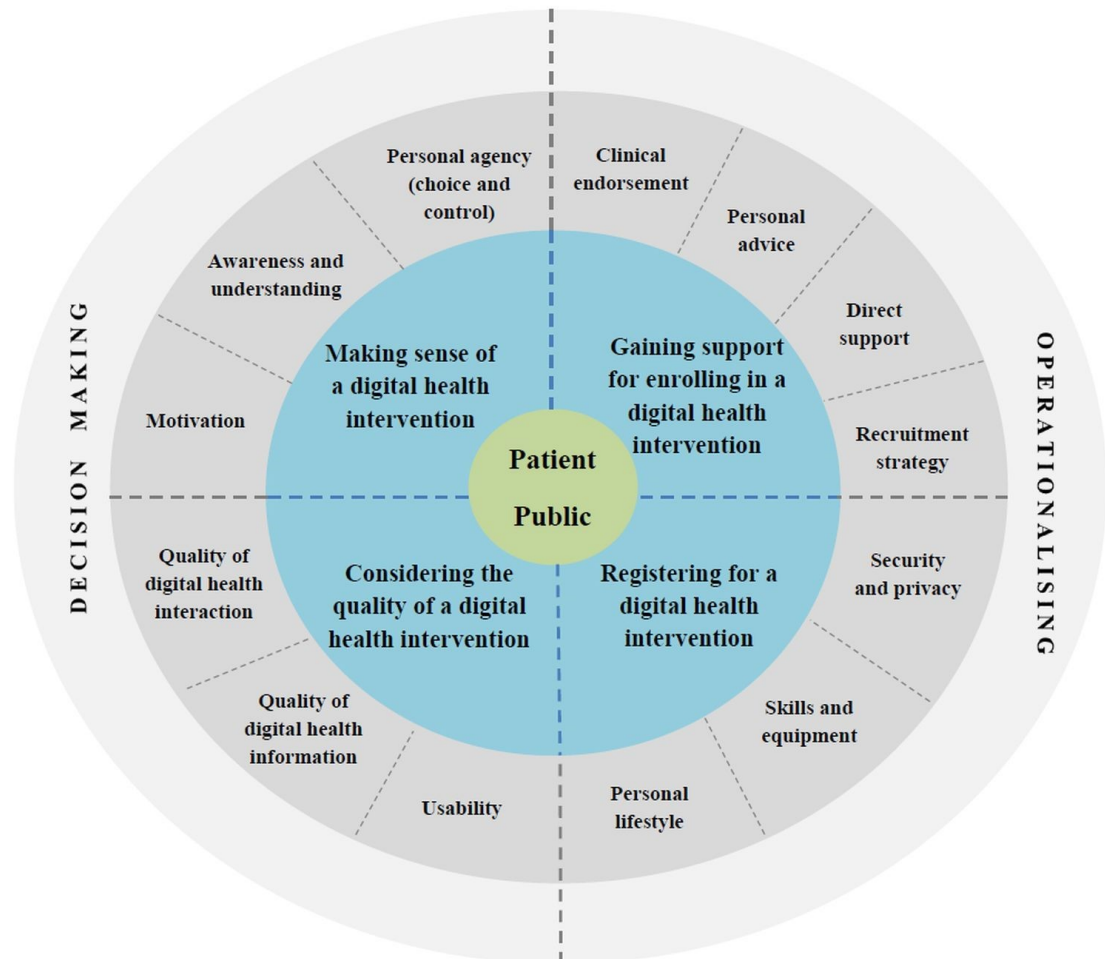 Personal agency
(choice and
control)
Clinical
endorsement
Personal
advice
Awareness and
understanding
Direct
support
DECISION MAKING
OPERATIONALISING
Making sense of
a digital health
intervention
Gaining support
for enrolling in a
digital health
intervention
Motivation
Recruitment
strategy
Patient
Public
Quality of
digital health
interaction
Considering the
quality of a digital
health intervention
Registering for a
digital health
intervention
Security
and privacy
Quality of
digital health
information
Skills and
equipment
Usability
Personal
lifestyle